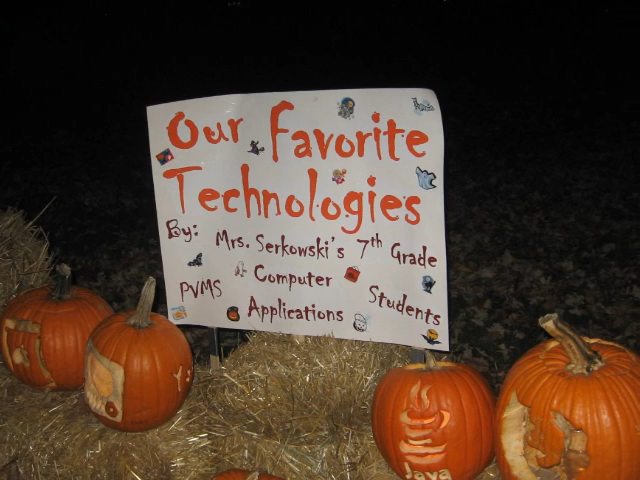 Our Favorite
Technologies
By: Mrs. Serkowski's 7th Grade
PVMS Computer Students
Applications
Java